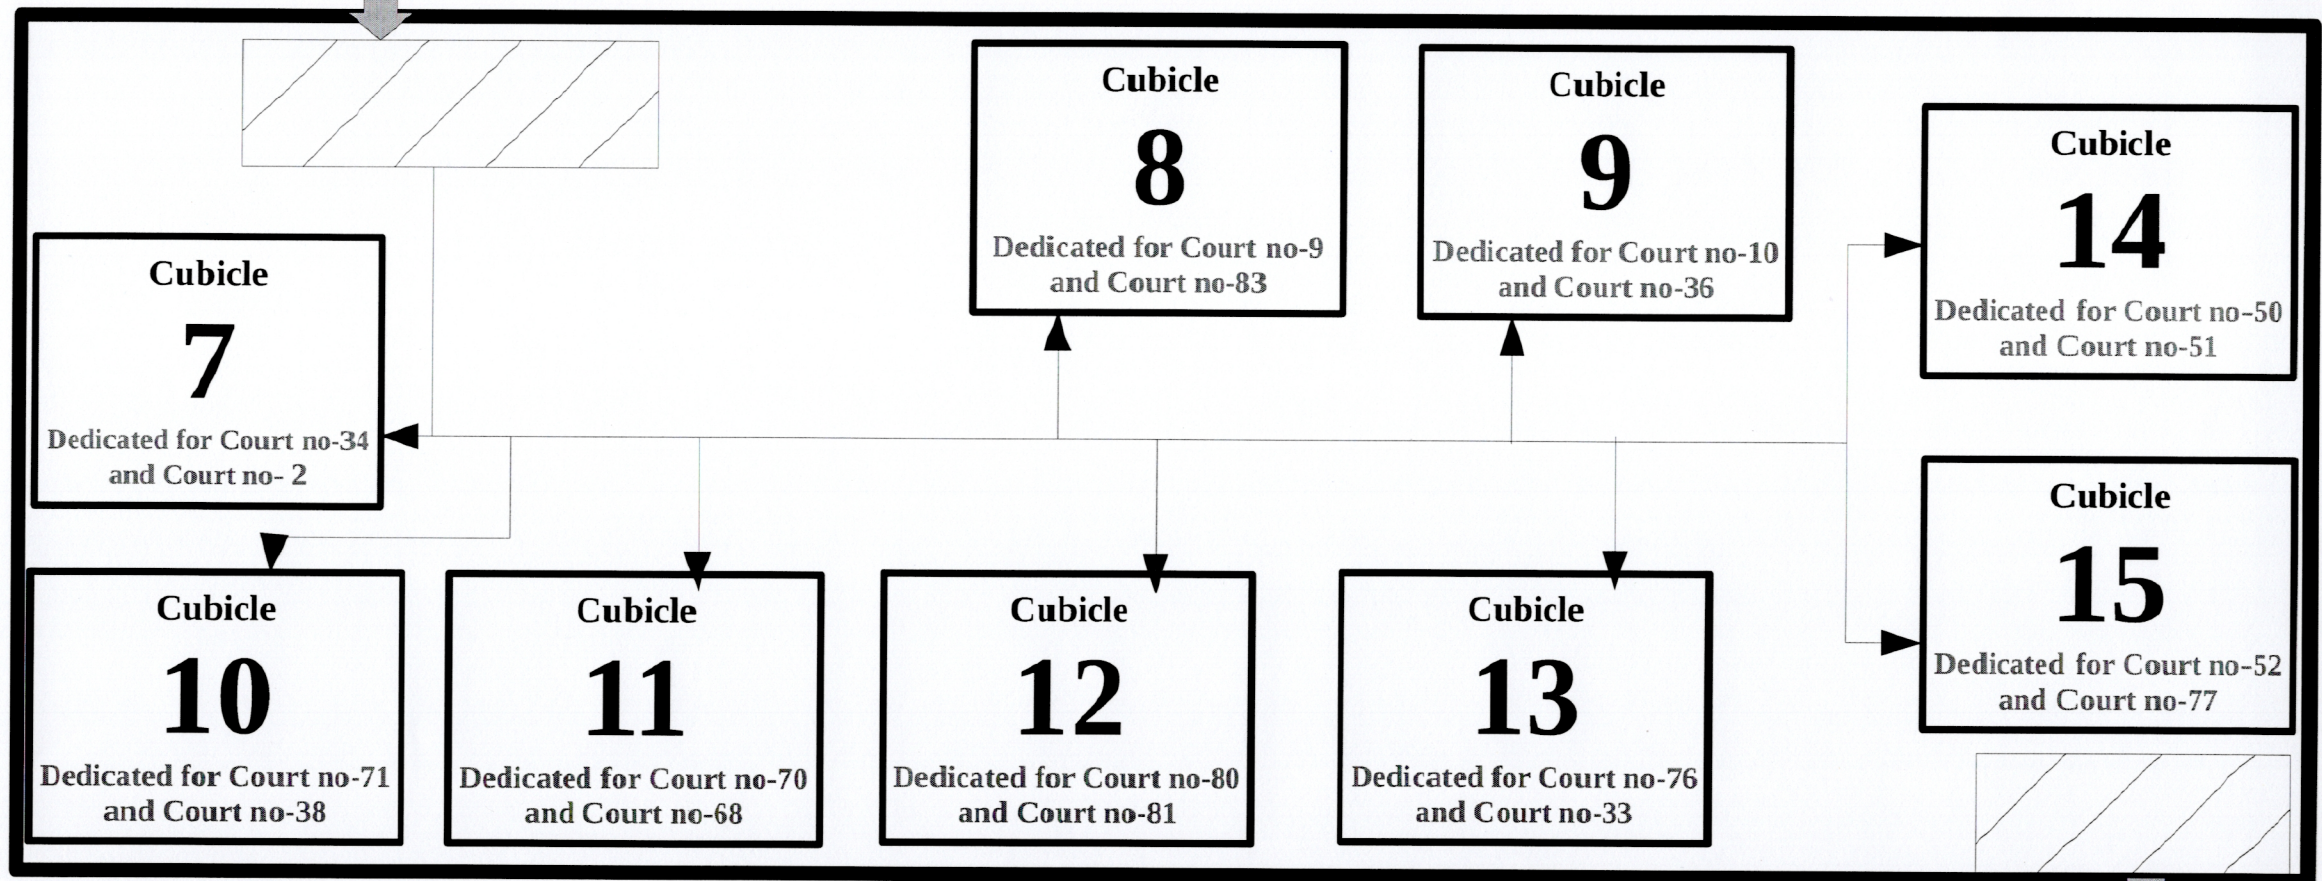 Cubicle
8
Dedicated for Court no-9
and Court no-83
Cubicle
9
Dedicated for Court no-10
and Court no-36
Cubicle
14
Dedicated for Court no-50
and Court no-51
Cubicle
7
Dedicated for Court no-34
and Court no- 2
Cubicle
15
Dedicated for Court no-52
and Court no-77
Cubicle
10
Dedicated for Court no-71
and Court no-38
Cubicle
11
Dedicated for Court no-70
and Court no-68
Cubicle
12
Dedicated for Court no-80
and Court no-81
Cubicle
13
Dedicated for Court no-76
and Court no-33